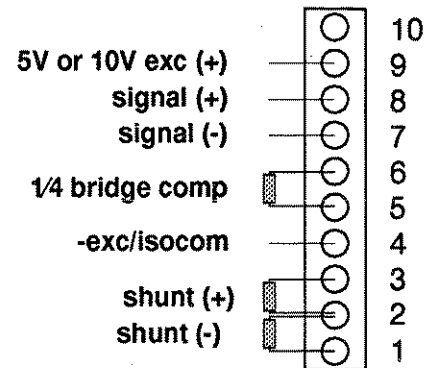 10
5V or 10V exc (+) 9
signal (+) 8
signal (-) 7
6
1/4 bridge comp
5
-exc/isocom 4
3
shunt (+)
2
shunt (-)
1